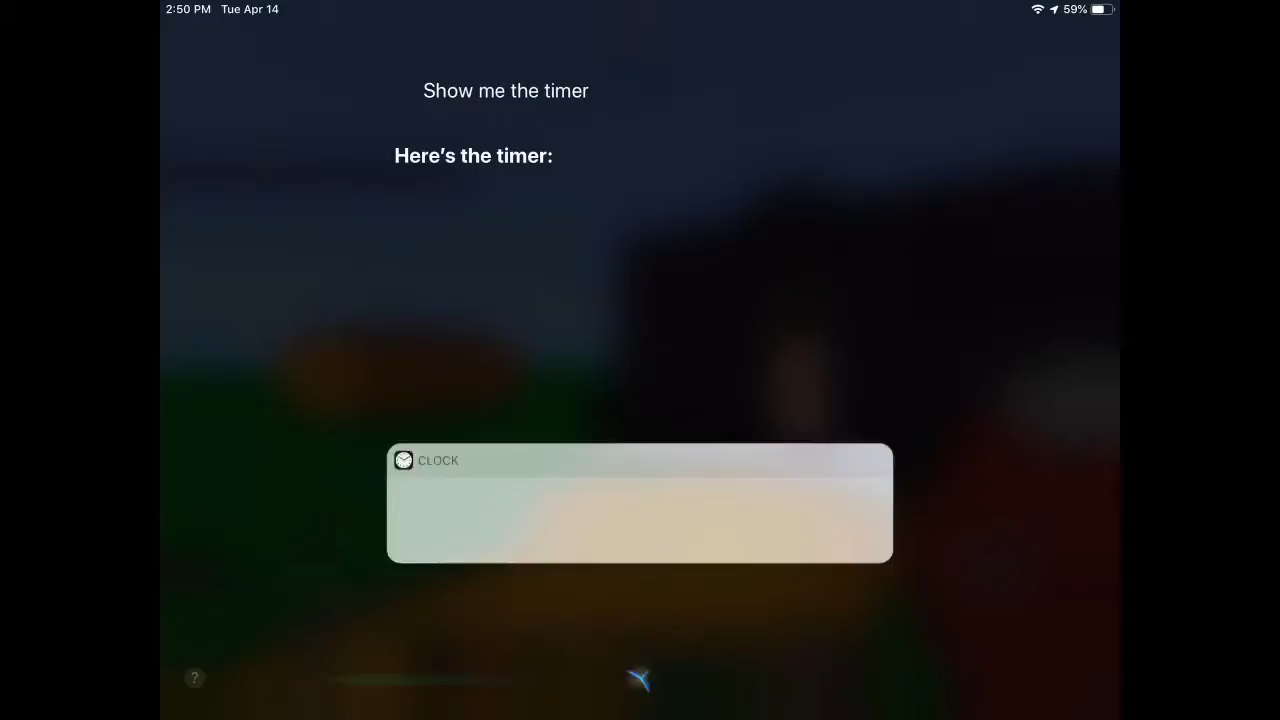 2:50 PM Tue Apr 14
59%
Show me the timer
Here's the timer:
CLOCK
?